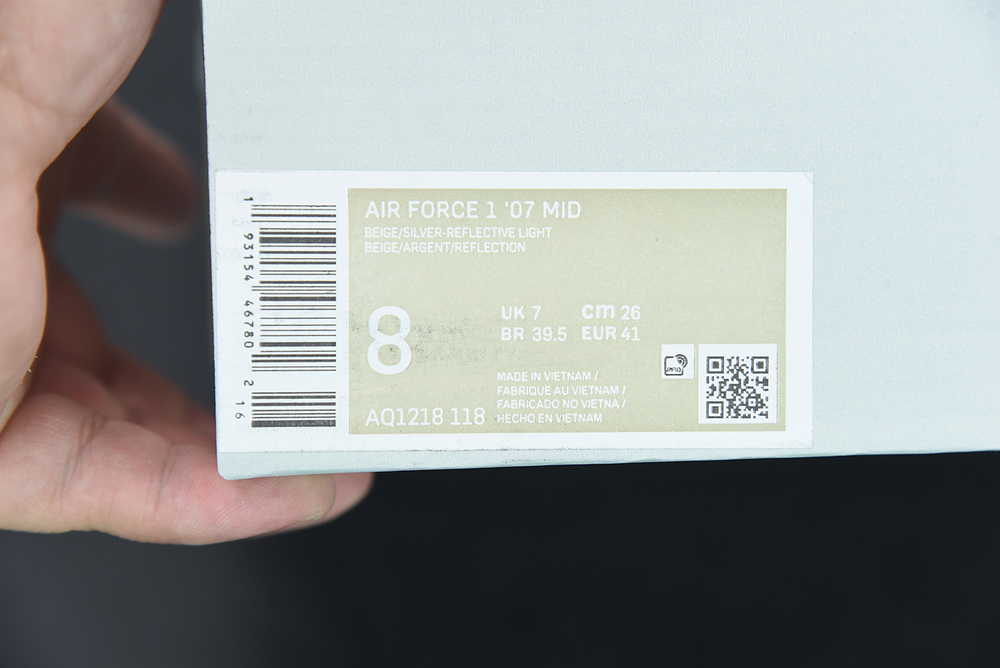 AIR FORCE 1 '07 MID
BEIGE/SILVER-REFLECTIVE LIGHT
BEIGE/ARGENT/REFLECTION
8
UK 7
cm 26
BR 39.5
EUR 41
MADE IN VIETNAM /
FABRIQUE AU VIETNAM /
FABRICADO NO VIETNA /
HECHO EN VIETNAM
AQ1218 118
1 93154 46780 2 16